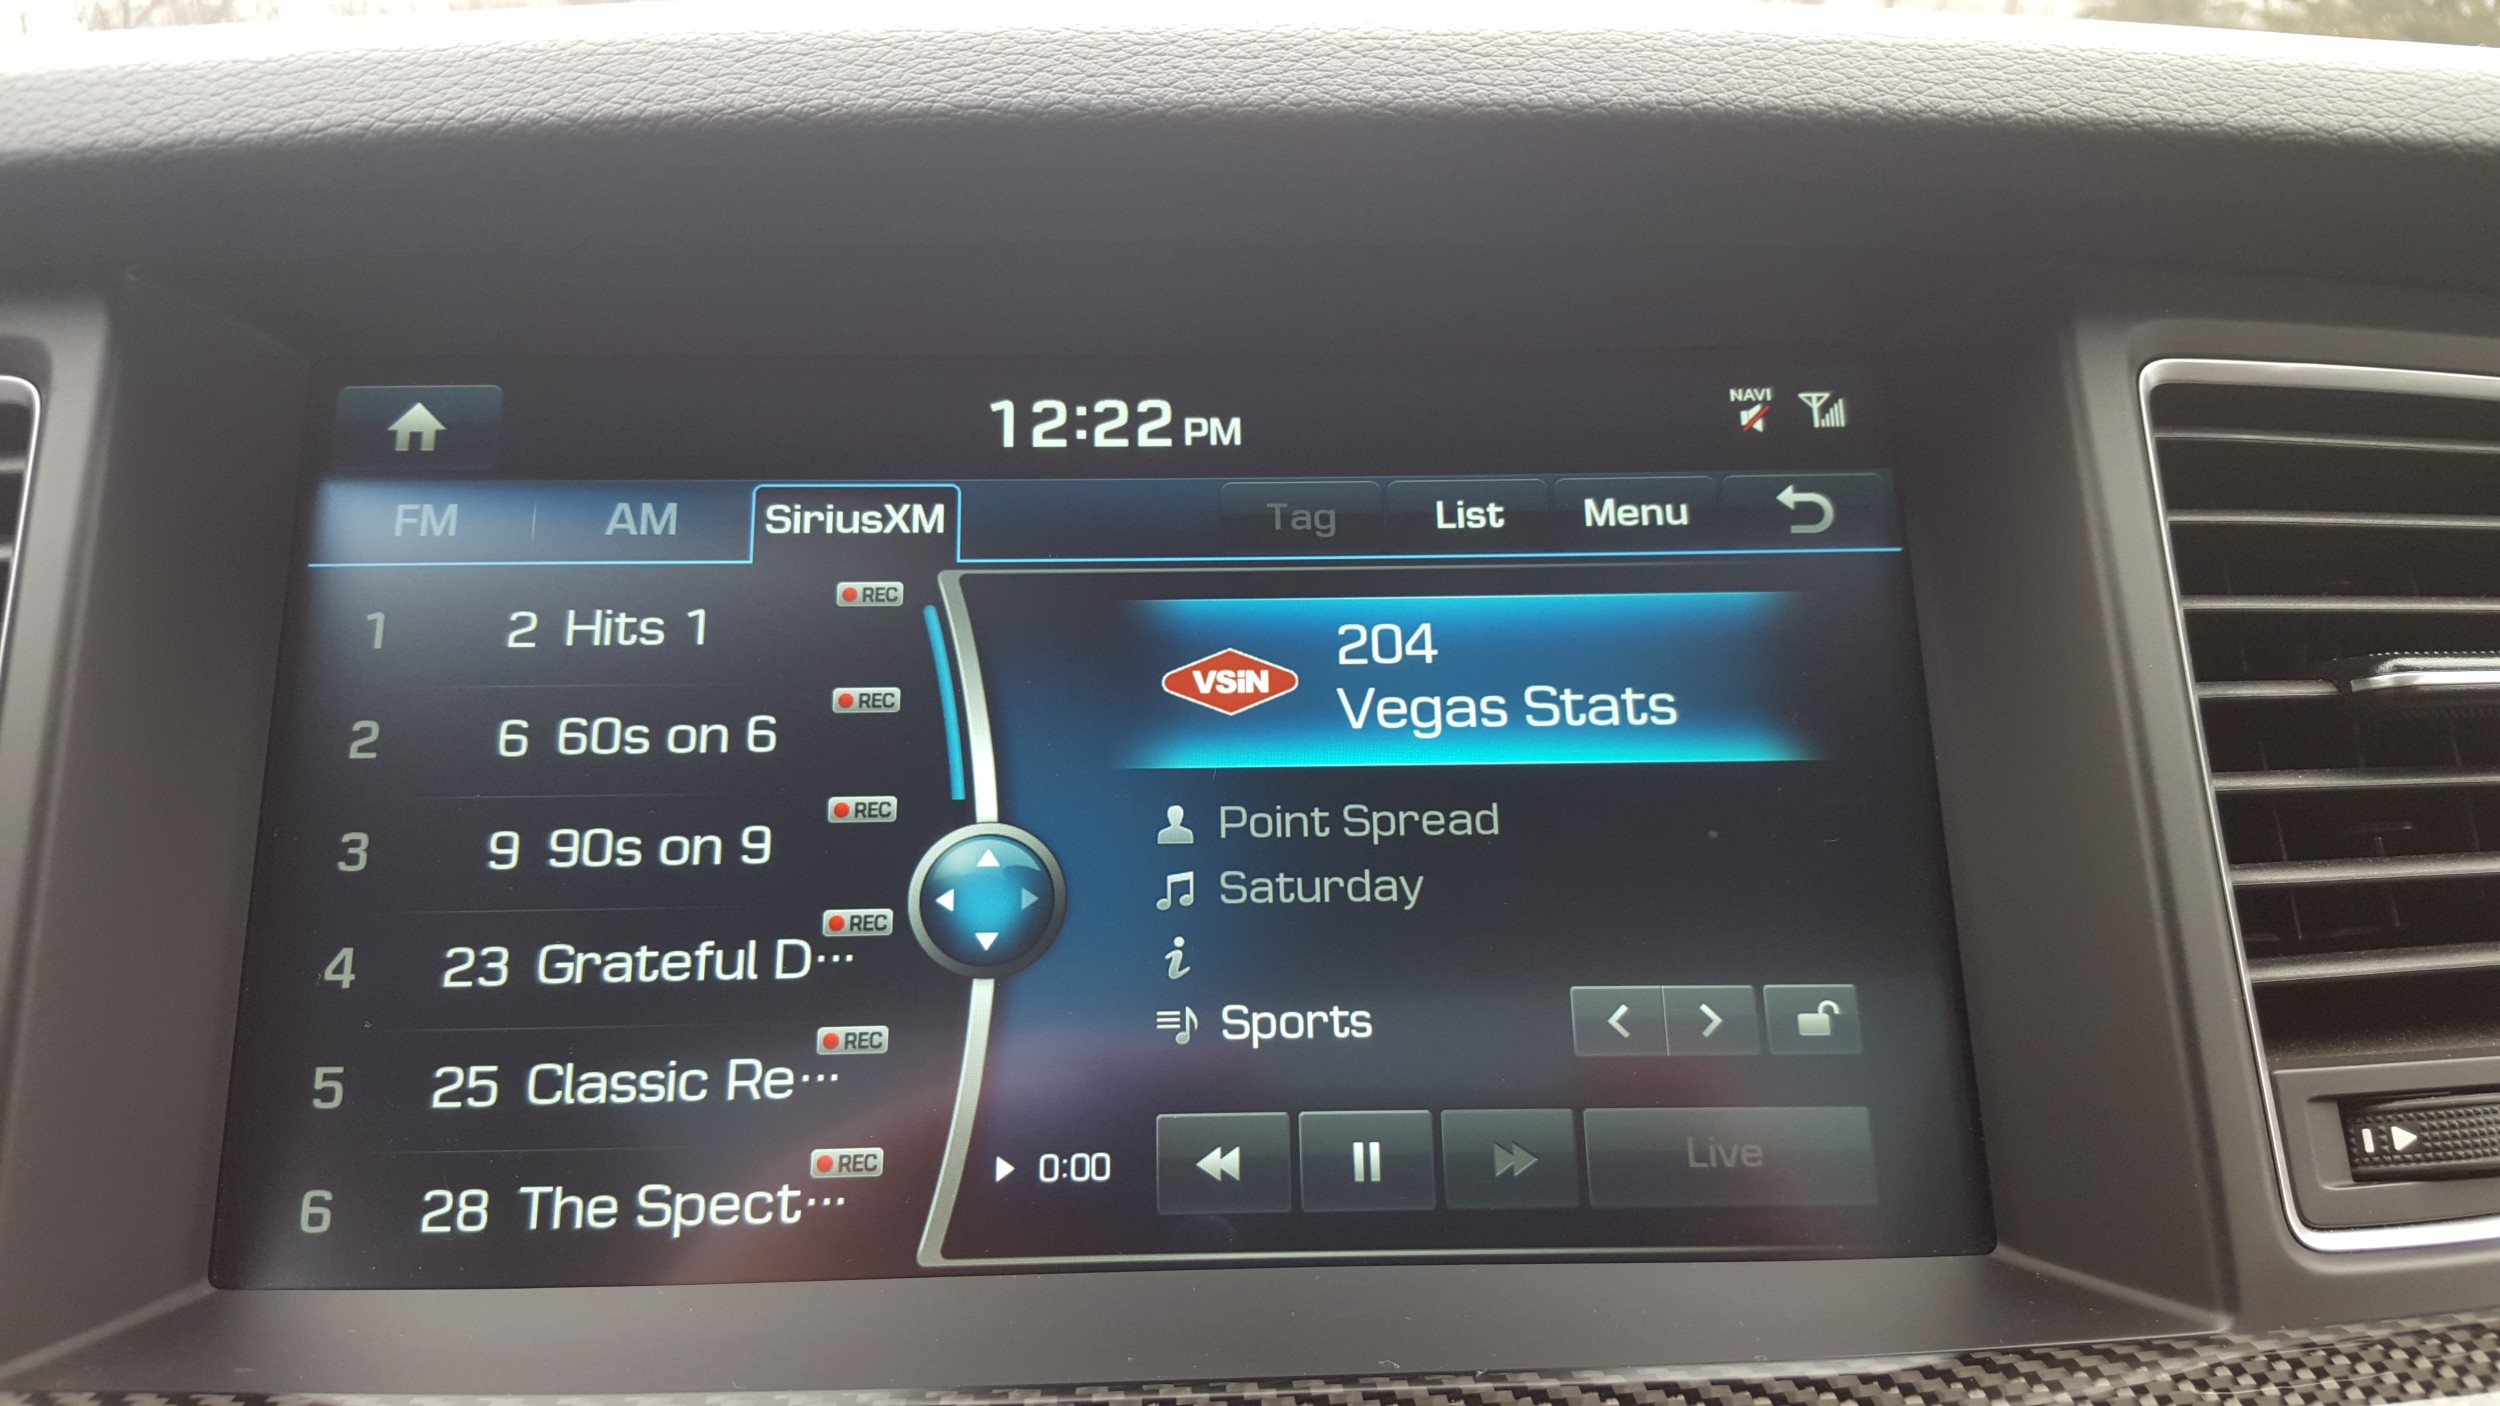 12:22 PM
NAVI
FM
AM
SiriusXM
Tag
List
Menu
1 2 Hits 1 REC
2 6 60s on 6 REC
3 9 90s on 9 REC
4 23 Grateful D··· REC
5 25 Classic Re··· REC
6 28 The Spect··· REC
VSiN
204
Vegas Stats
Point Spread
Saturday
i
Sports
0:00
Live